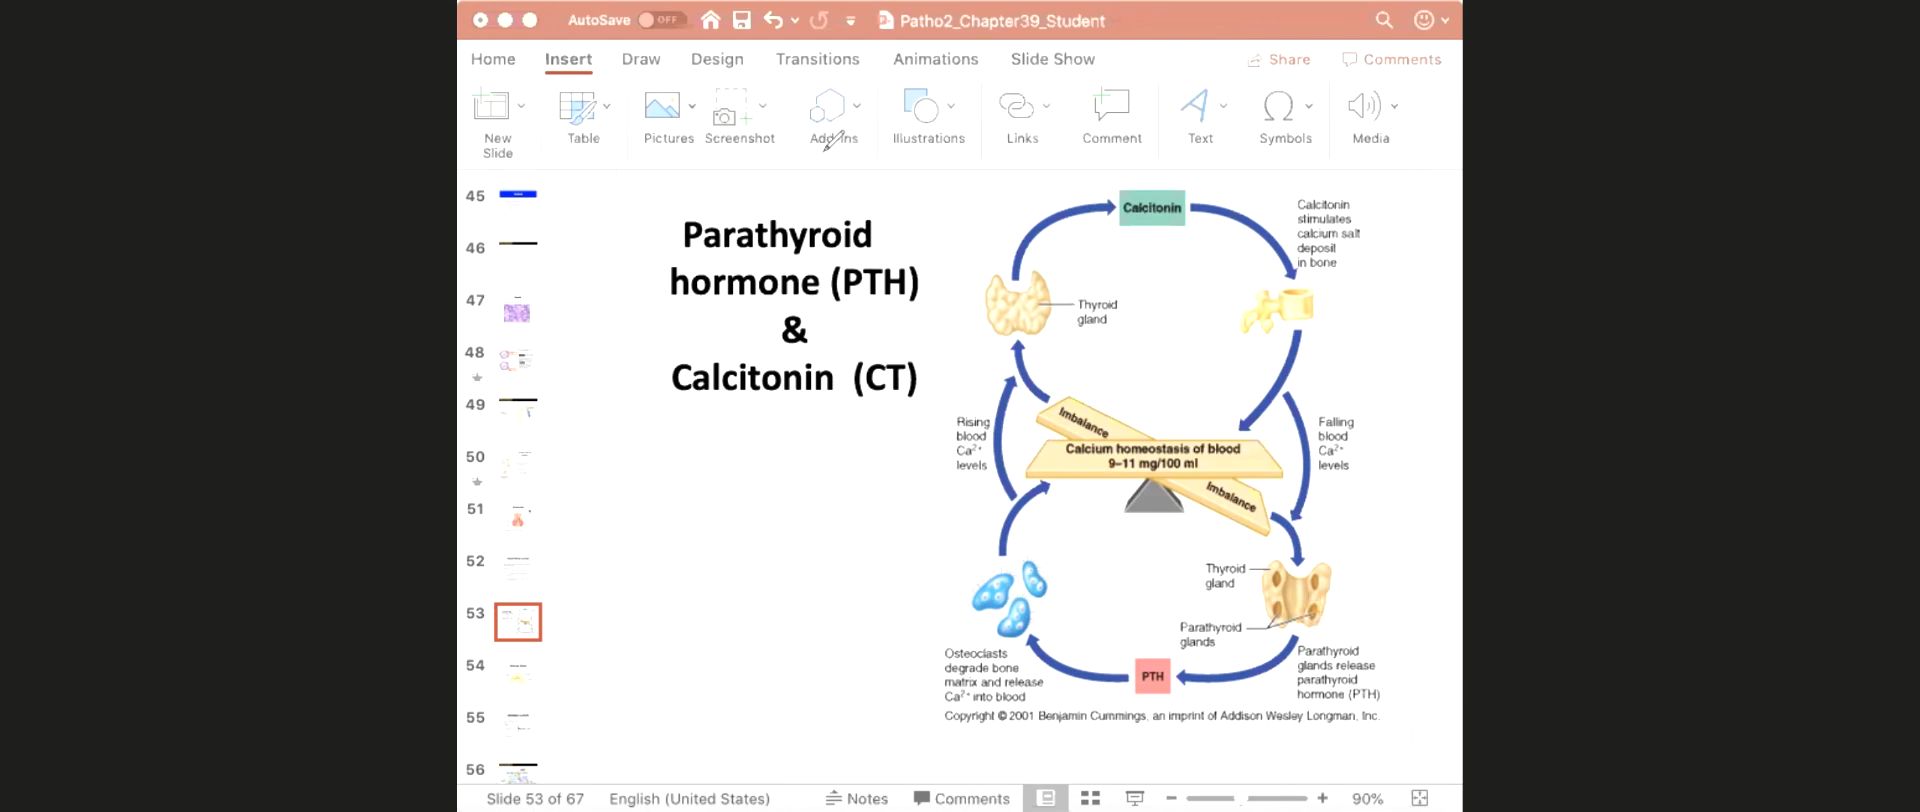 AutoSave OFF Patho2_Chapter39_Student
Home Insert Draw Design Transitions Animations Slide Show Share Comments
New
Slide
Table
Pictures
Screenshot
Add-ins
Illustrations
Links
Comment
Text
Symbols
Media
45
46
47
48
49
50
51
52
53
54
55
56
Parathyroid
hormone (PTH)
&
Calcitonin (CT)
Calcitonin
Calcitonin
stimulates
calcium salt
deposit
in bone
Thyroid
gland
Rising
blood
Ca2+
levels
Imbalance
Calcium homeostasis of blood
9–11 mg/100 ml
Imbalance
Falling
blood
Ca2+
levels
Thyroid
gland
Parathyroid
glands
Osteoclasts
degrade bone
matrix and release
Ca2+ into blood
PTH
Parathyroid
glands release
parathyroid
hormone (PTH)
Copyright © 2001 Benjamin Cummings, an imprint of Addison Wesley Longman, Inc.
Slide 53 of 67 English (United States) Notes Comments 90%